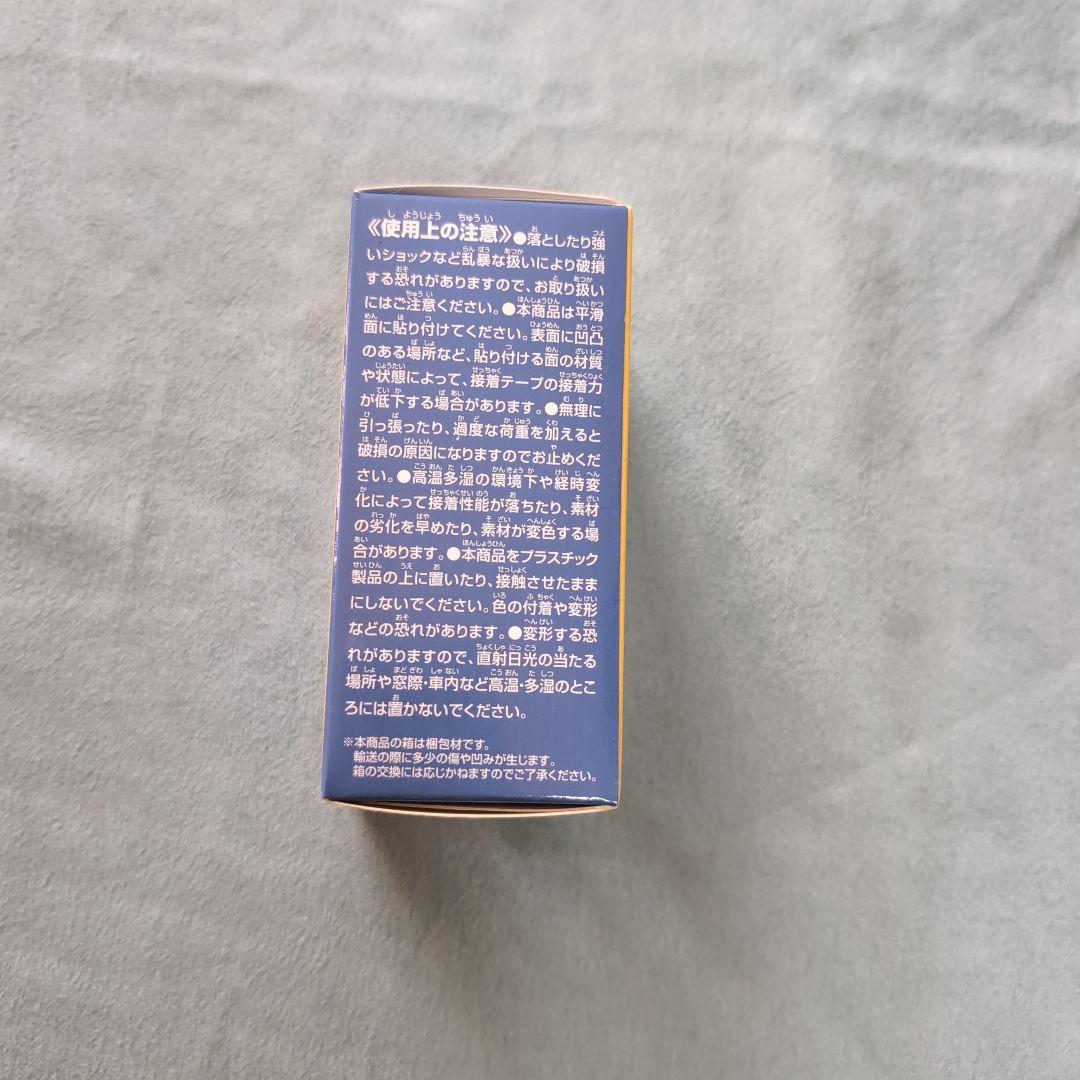 《使用上の注意》●落としたり強
いショックなど乱暴な扱いにより破損
する恐れがありますので、お取り扱い
にはご注意ください。●本商品は平滑
面に貼り付けてください。表面に凹凸
のある場所など、貼り付ける面の材質
や状態によって、接着テープの接着力
が低下する場合があります。●無理に
引っ張ったり、過度な荷重を加えると
破損の原因になりますのでお止めくだ
さい。●高温多湿の環境下や経時変
化によって接着性能が落ちたり、素材
の劣化を早めたり、素材が変色する場
合があります。●本商品をプラスチック
製品の上に置いたり、接触させたまま
にしないでください。色の付着や変形
などの恐れがあります。●変形する恐
れがありますので、直射日光の当たる
場所や窓際・車内など高温・多湿のとこ
ろには置かないでください。
※本商品の箱は梱包材です。
輸送の際に多少の傷や凹みが生じます。
箱の交換には応じかねますのでご了承ください。